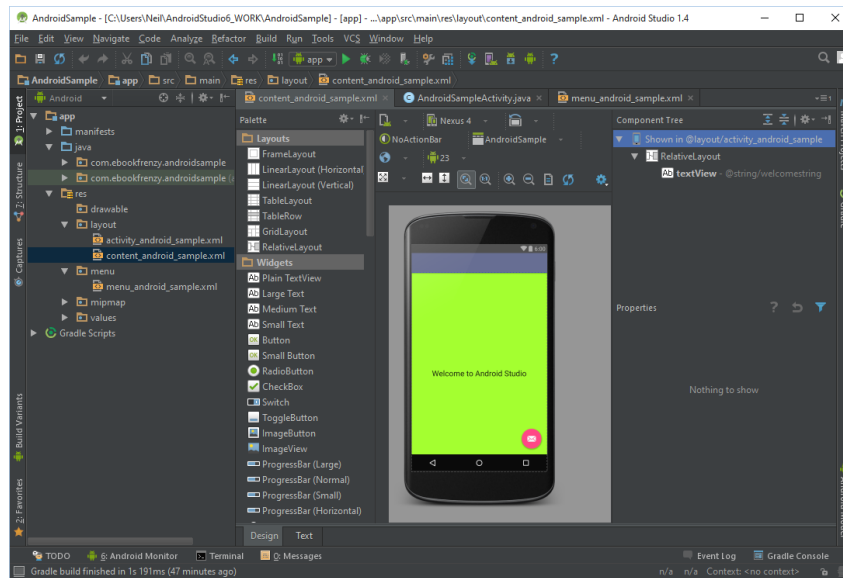 AndroidSample - [C:\Users\Neil\AndroidStudio6_WORK\AndroidSample] - [app] - ...\app\src\main\res\layout\content_android_sample.xml - Android Studio 1.4
File Edit View Navigate Code Analyze Refactor Build Run Tools VCS Window Help
app
AndroidSample app src main res layout content_android_sample.xml
1: Project
7: Structure
Captures
Build Variants
2: Favorites
Android
app
manifests
java
com.ebookfrenzy.androidsample
com.ebookfrenzy.androidsample
res
drawable
layout
activity_android_sample.xml
content_android_sample.xml
menu
menu_android_sample.xml
mipmap
values
Gradle Scripts
content_android_sample.xml AndroidSampleActivity.java menu_android_sample.xml
Palette
Layouts
FrameLayout
LinearLayout (Horizontal
LinearLayout (Vertical)
TableLayout
TableRow
GridLayout
RelativeLayout
Widgets
Plain TextView
Large Text
Medium Text
Small Text
Button
Small Button
RadioButton
CheckBox
Switch
ToggleButton
ImageButton
ImageView
ProgressBar (Large)
ProgressBar (Normal)
ProgressBar (Small)
ProgressBar (Horizontal)
Nexus 4
NoActionBar AndroidSample
23
6:00
Welcome to Android Studio
Component Tree
Shown in @layout/activity_android_sample
RelativeLayout
Ab textView - @string/welcomestring
Properties
Nothing to show
Design Text
TODO 6: Android Monitor Terminal 0: Messages Event Log Gradle Console
Gradle build finished in 1s 191ms (47 minutes ago) n/a n/a Context: <no context>